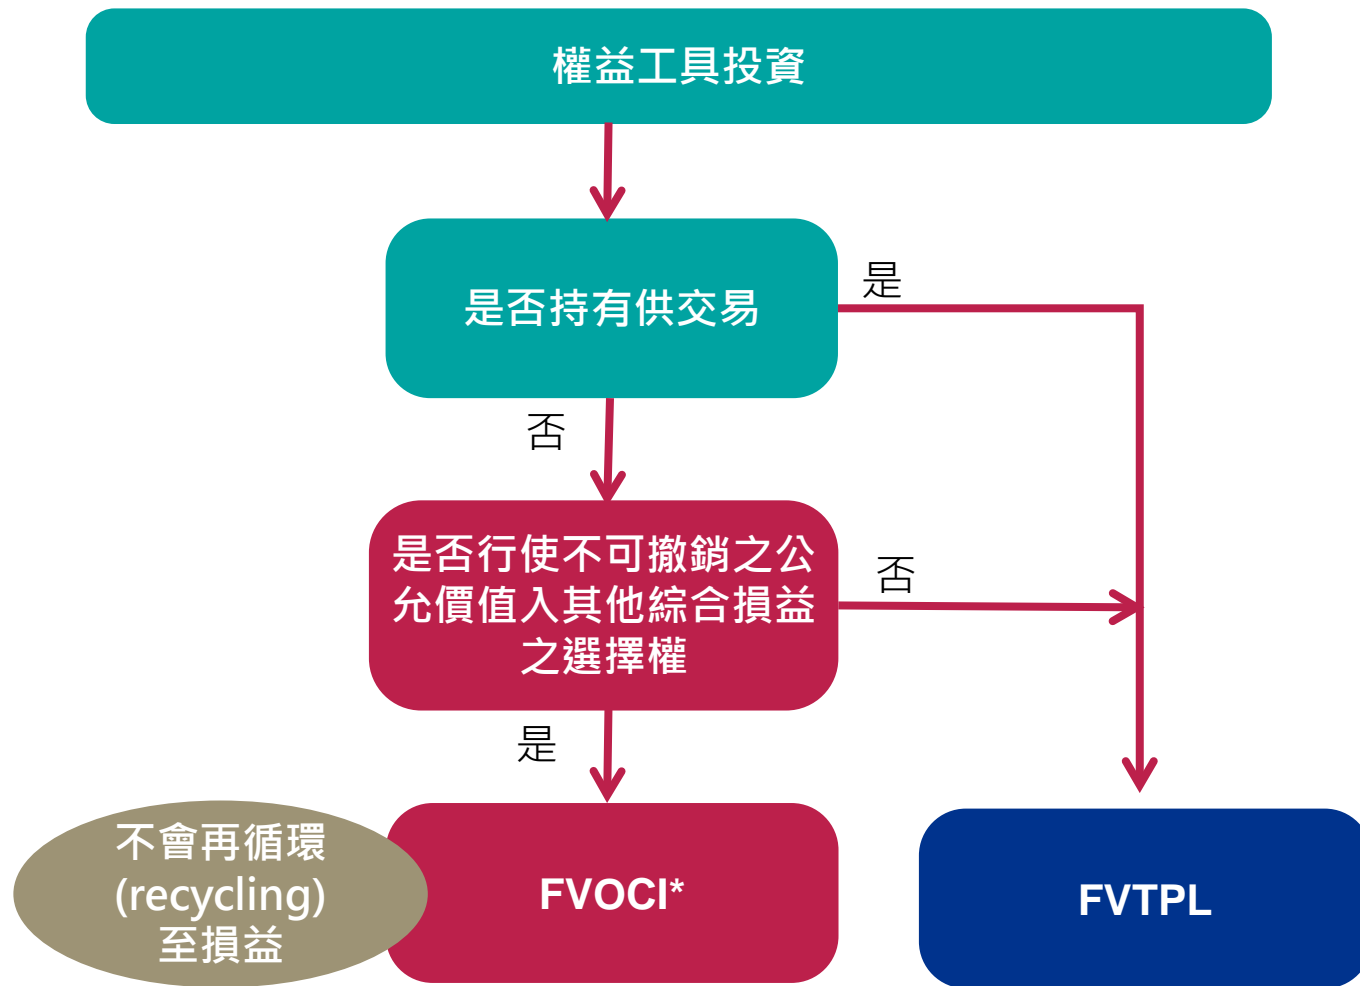 權益工具投資
是否持有供交易
是
否
是否行使不可撤銷之公
允價值入其他綜合損益
之選擇權
否
是
不會再循環
(recycling)
至損益
FVOCI*
FVTPL